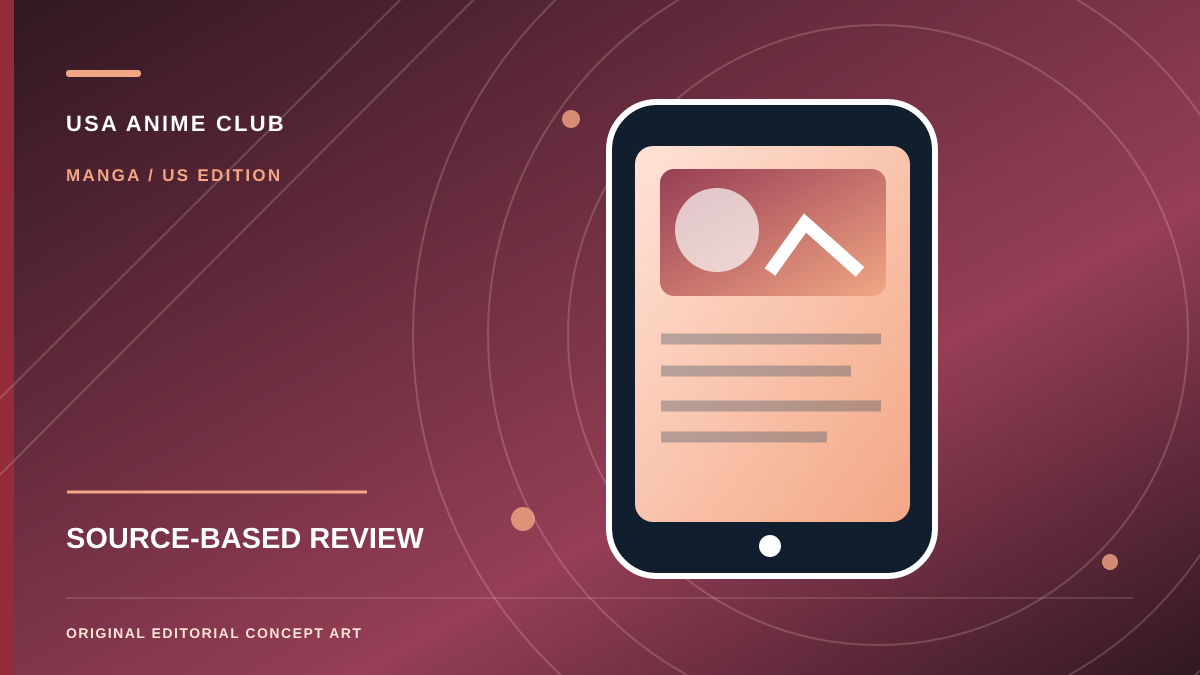 USA ANIME CLUB
MANGA / US EDITION
SOURCE-BASED REVIEW
ORIGINAL EDITORIAL CONCEPT ART